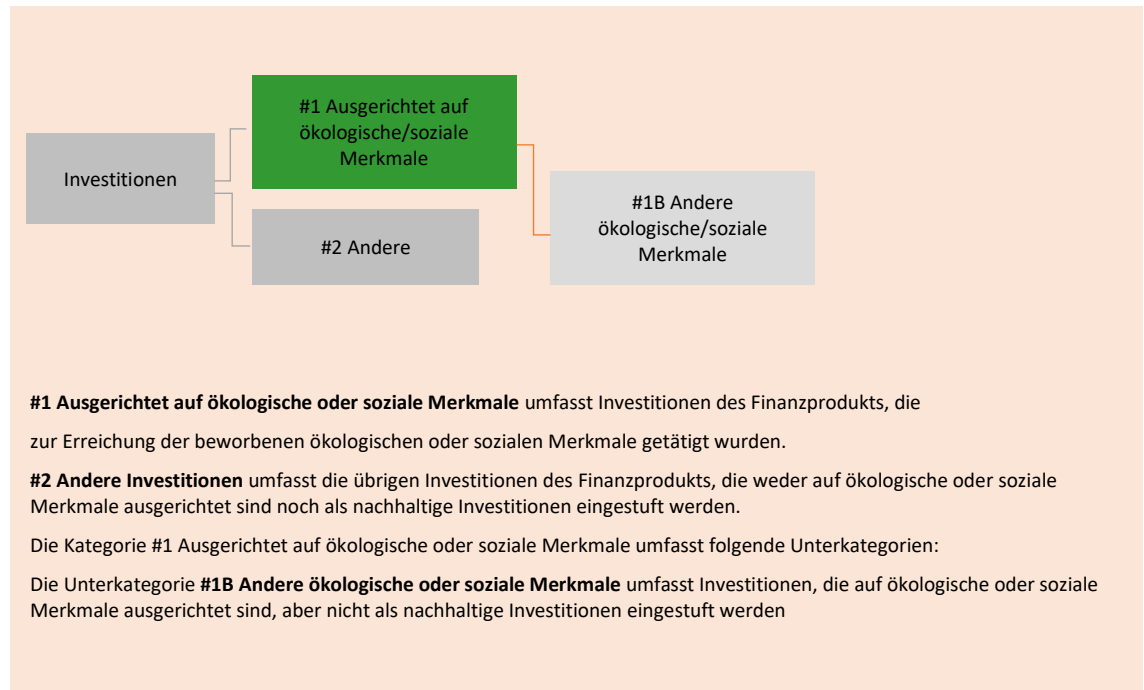 #1 Ausgerichtet auf
ökologische/soziale
Merkmale
Investitionen
#2 Andere
#1B Andere
ökologische/soziale
Merkmale
#1 Ausgerichtet auf ökologische oder soziale Merkmale umfasst Investitionen des Finanzprodukts, die
zur Erreichung der beworbenen ökologischen oder sozialen Merkmale getätigt wurden.
#2 Andere Investitionen umfasst die übrigen Investitionen des Finanzprodukts, die weder auf ökologische oder soziale
Merkmale ausgerichtet sind noch als nachhaltige Investitionen eingestuft werden.
Die Kategorie #1 Ausgerichtet auf ökologische oder soziale Merkmale umfasst folgende Unterkategorien:
Die Unterkategorie #1B Andere ökologische oder soziale Merkmale umfasst Investitionen, die auf ökologische oder soziale
Merkmale ausgerichtet sind, aber nicht als nachhaltige Investitionen eingestuft werden